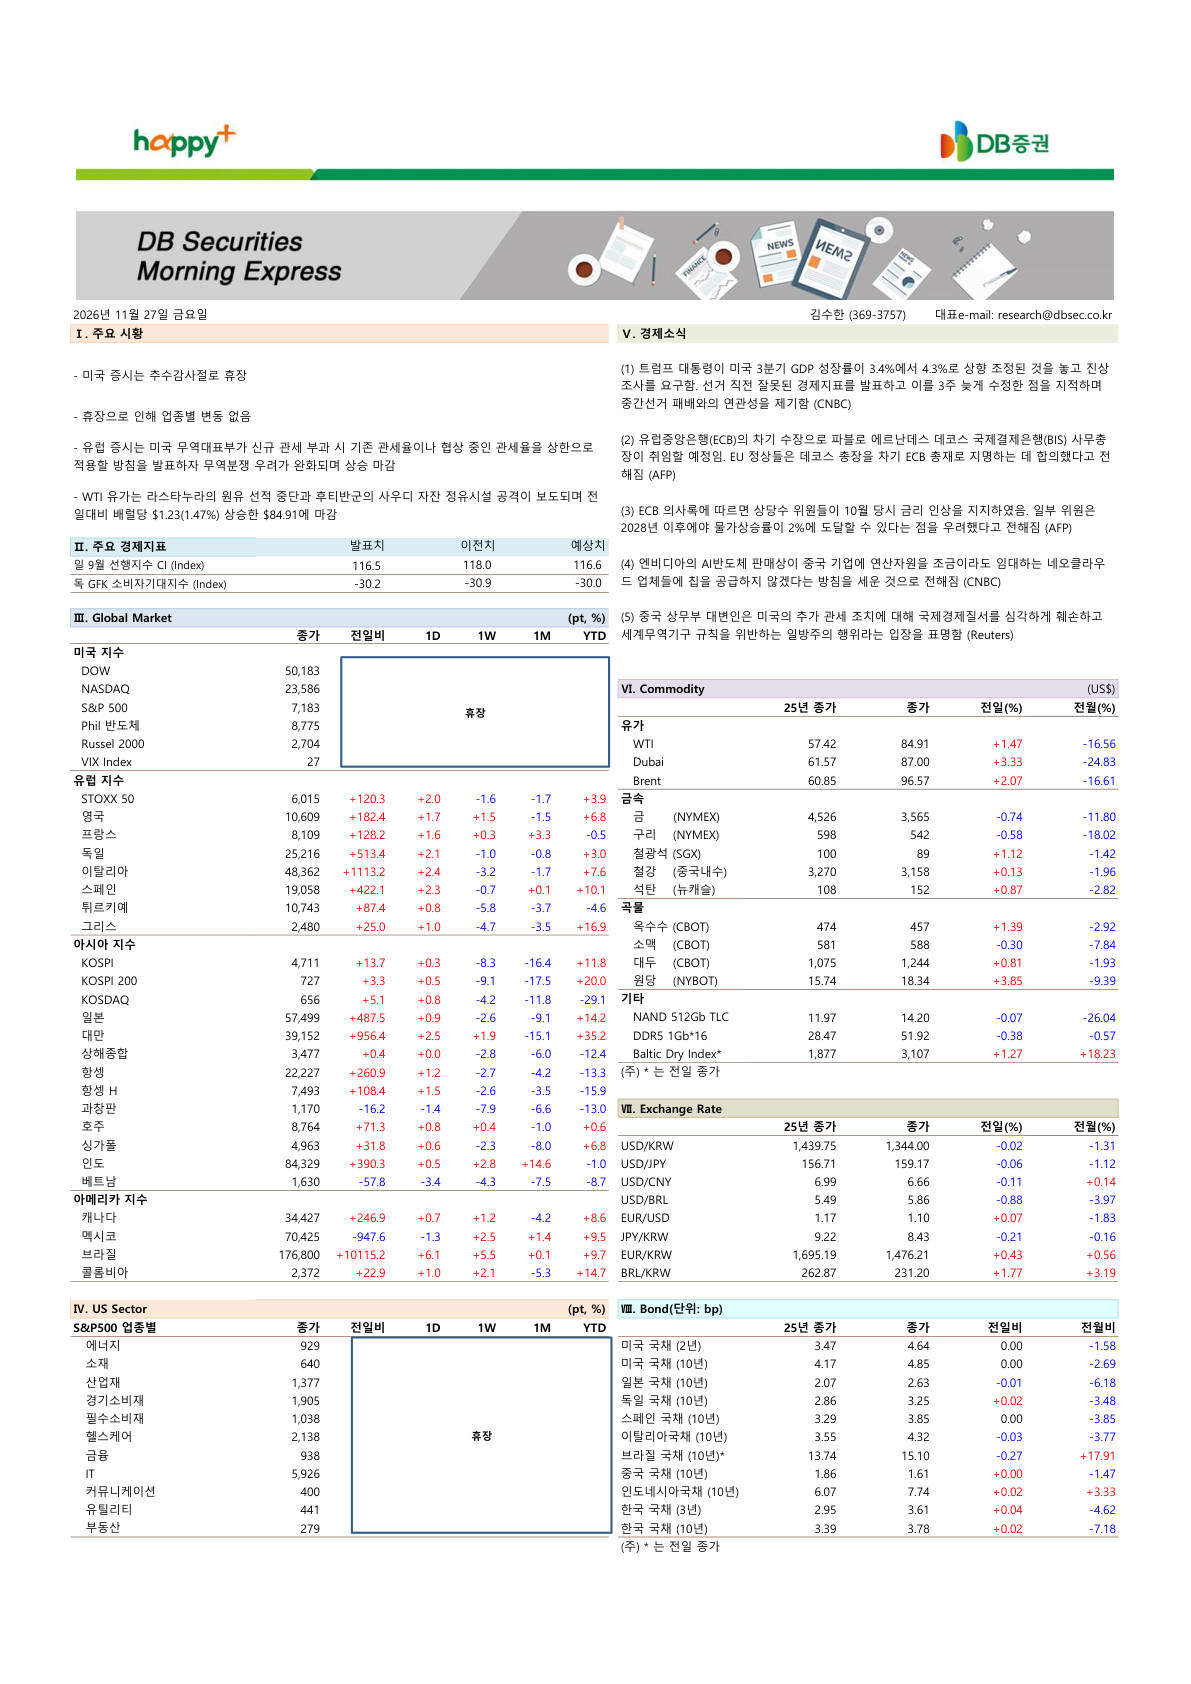 happy+
DB증권
DB Securities
Morning Express
NEWS
NEWS
FINANCE
2026년 11월 27일 금요일
김수한 (369-3757) 대표e-mail: research@dbsec.co.kr
Ⅰ. 주요 시황
- 미국 증시는 추수감사절로 휴장
- 휴장으로 인해 업종별 변동 없음
- 유럽 증시는 미국 무역대표부가 신규 관세 부과 시 기존 관세율이나 협상 중인 관세율을 상한으로
적용할 방침을 발표하자 무역분쟁 우려가 완화되며 상승 마감
- WTI 유가는 라스타누라의 원유 선적 중단과 후티반군의 사우디 자잔 정유시설 공격이 보도되며 전
일대비 배럴당 $1.23(1.47%) 상승한 $84.91에 마감
Ⅱ. 주요 경제지표 발표치 이전치 예상치
일 9월 선행지수 CI (Index) 116.5 118.0 116.6
독 GFK 소비자기대지수 (Index) -30.2 -30.9 -30.0
Ⅲ. Global Market (pt, %)
종가 전일비 1D 1W 1M YTD
미국 지수
DOW 50,183
NASDAQ 23,586
S&P 500 7,183
Phil 반도체 8,775
Russel 2000 2,704
VIX Index 27
휴장
유럽 지수
STOXX 50 6,015 +120.3 +2.0 -1.6 -1.7 +3.9
영국 10,609 +182.4 +1.7 +1.5 -1.5 +6.8
프랑스 8,109 +128.2 +1.6 +0.3 +3.3 -0.5
독일 25,216 +513.4 +2.1 -1.0 -0.8 +3.0
이탈리아 48,362 +1113.2 +2.4 -3.2 -1.7 +7.6
스페인 19,058 +422.1 +2.3 -0.7 +0.1 +10.1
튀르키예 10,743 +87.4 +0.8 -5.8 -3.7 -4.6
그리스 2,480 +25.0 +1.0 -4.7 -3.5 +16.9
아시아 지수
KOSPI 4,711 +13.7 +0.3 -8.3 -16.4 +11.8
KOSPI 200 727 +3.3 +0.5 -9.1 -17.5 +20.0
KOSDAQ 656 +5.1 +0.8 -4.2 -11.8 -29.1
일본 57,499 +487.5 +0.9 -2.6 -9.1 +14.2
대만 39,152 +956.4 +2.5 +1.9 -15.1 +35.2
상해종합 3,477 +0.4 +0.0 -2.8 -6.0 -12.4
항셍 22,227 +260.9 +1.2 -2.7 -4.2 -13.3
항셍 H 7,493 +108.4 +1.5 -2.6 -3.5 -15.9
과창판 1,170 -16.2 -1.4 -7.9 -6.6 -13.0
호주 8,764 +71.3 +0.8 +0.4 -1.0 +0.6
싱가폴 4,963 +31.8 +0.6 -2.3 -8.0 +6.8
인도 84,329 +390.3 +0.5 +2.8 +14.6 -1.0
베트남 1,630 -57.8 -3.4 -4.3 -7.5 -8.7
아메리카 지수
캐나다 34,427 +246.9 +0.7 +1.2 -4.2 +8.6
멕시코 70,425 -947.6 -1.3 +2.5 +1.4 +9.5
브라질 176,800 +10115.2 +6.1 +5.5 +0.1 +9.7
콜롬비아 2,372 +22.9 +1.0 +2.1 -5.3 +14.7
Ⅳ. US Sector (pt, %)
S&P500 업종별 종가 전일비 1D 1W 1M YTD
에너지 929
소재 640
산업재 1,377
경기소비재 1,905
필수소비재 1,038
헬스케어 2,138
금융 938
IT 5,926
커뮤니케이션 400
유틸리티 441
부동산 279
휴장
Ⅴ. 경제소식
(1) 트럼프 대통령이 미국 3분기 GDP 성장률이 3.4%에서 4.3%로 상향 조정된 것을 놓고 진상
조사를 요구함. 선거 직전 잘못된 경제지표를 발표하고 이를 3주 늦게 수정한 점을 지적하며
중간선거 패배와의 연관성을 제기함 (CNBC)
(2) 유럽중앙은행(ECB)의 차기 수장으로 파블로 에르난데스 데코스 국제결제은행(BIS) 사무총
장이 취임할 예정임. EU 정상들은 데코스 총장을 차기 ECB 총재로 지명하는 데 합의했다고 전
해짐 (AFP)
(3) ECB 의사록에 따르면 상당수 위원들이 10월 당시 금리 인상을 지지하였음. 일부 위원은
2028년 이후에야 물가상승률이 2%에 도달할 수 있다는 점을 우려했다고 전해짐 (AFP)
(4) 엔비디아의 AI반도체 판매상이 중국 기업에 연산자원을 조금이라도 임대하는 네오클라우
드 업체들에 칩을 공급하지 않겠다는 방침을 세운 것으로 전해짐 (CNBC)
(5) 중국 상무부 대변인은 미국의 추가 관세 조치에 대해 국제경제질서를 심각하게 훼손하고
세계무역기구 규칙을 위반하는 일방주의 행위라는 입장을 표명함 (Reuters)
Ⅵ. Commodity (US$)
25년 종가 종가 전일(%) 전월(%)
유가
WTI 57.42 84.91 +1.47 -16.56
Dubai 61.57 87.00 +3.33 -24.83
Brent 60.85 96.57 +2.07 -16.61
금속
금 (NYMEX) 4,526 3,565 -0.74 -11.80
구리 (NYMEX) 598 542 -0.58 -18.02
철광석 (SGX) 100 89 +1.12 -1.42
철강 (중국내수) 3,270 3,158 +0.13 -1.96
석탄 (뉴캐슬) 108 152 +0.87 -2.82
곡물
옥수수 (CBOT) 474 457 +1.39 -2.92
소맥 (CBOT) 581 588 -0.30 -7.84
대두 (CBOT) 1,075 1,244 +0.81 -1.93
원당 (NYBOT) 15.74 18.34 +3.85 -9.39
기타
NAND 512Gb TLC 11.97 14.20 -0.07 -26.04
DDR5 1Gb*16 28.47 51.92 -0.38 -0.57
Baltic Dry Index* 1,877 3,107 +1.27 +18.23
(주) * 는 전일 종가
Ⅶ. Exchange Rate
25년 종가 종가 전일(%) 전월(%)
USD/KRW 1,439.75 1,344.00 -0.02 -1.31
USD/JPY 156.71 159.17 -0.06 -1.12
USD/CNY 6.99 6.66 -0.11 +0.14
USD/BRL 5.49 5.86 -0.88 -3.97
EUR/USD 1.17 1.10 +0.07 -1.83
JPY/KRW 9.22 8.43 -0.21 -0.16
EUR/KRW 1,695.19 1,476.21 +0.43 +0.56
BRL/KRW 262.87 231.20 +1.77 +3.19
Ⅷ. Bond(단위: bp)
25년 종가 종가 전일비 전월비
미국 국채 (2년) 3.47 4.64 0.00 -1.58
미국 국채 (10년) 4.17 4.85 0.00 -2.69
일본 국채 (10년) 2.07 2.63 -0.01 -6.18
독일 국채 (10년) 2.86 3.25 +0.02 -3.48
스페인 국채 (10년) 3.29 3.85 0.00 -3.85
이탈리아국채 (10년) 3.55 4.32 -0.03 -3.77
브라질 국채 (10년)* 13.74 15.10 -0.27 +17.91
중국 국채 (10년) 1.86 1.61 +0.00 -1.47
인도네시아국채 (10년) 6.07 7.74 +0.02 +3.33
한국 국채 (3년) 2.95 3.61 +0.04 -4.62
한국 국채 (10년) 3.39 3.78 +0.02 -7.18
(주) * 는 전일 종가